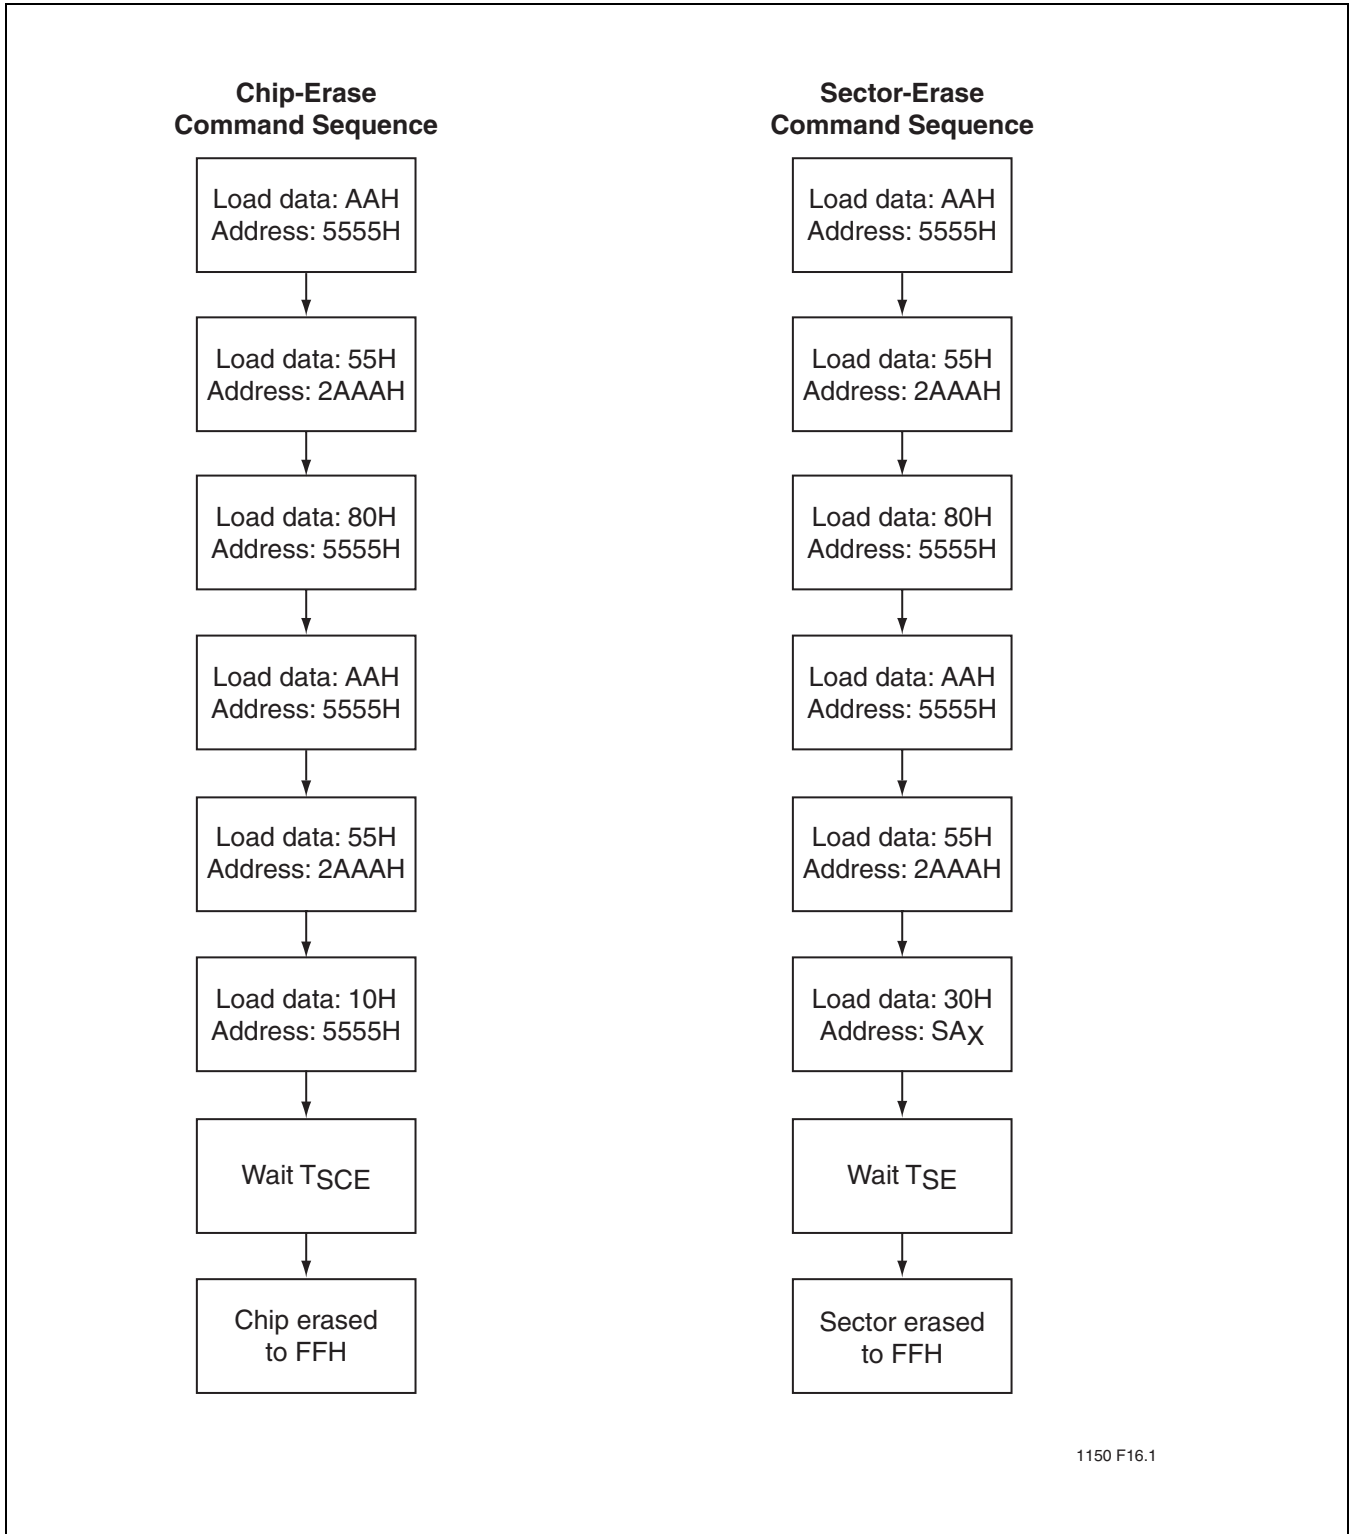 Chip-Erase
Command Sequence
Load data: AAH
Address: 5555H
Load data: 55H
Address: 2AAAH
Load data: 80H
Address: 5555H
Load data: AAH
Address: 5555H
Load data: 55H
Address: 2AAAH
Load data: 10H
Address: 5555H
Wait TSCE
Chip erased
to FFH
Sector-Erase
Command Sequence
Load data: AAH
Address: 5555H
Load data: 55H
Address: 2AAAH
Load data: 80H
Address: 5555H
Load data: AAH
Address: 5555H
Load data: 55H
Address: 2AAAH
Load data: 30H
Address: SAX
Wait TSE
Sector erased
to FFH
1150 F16.1